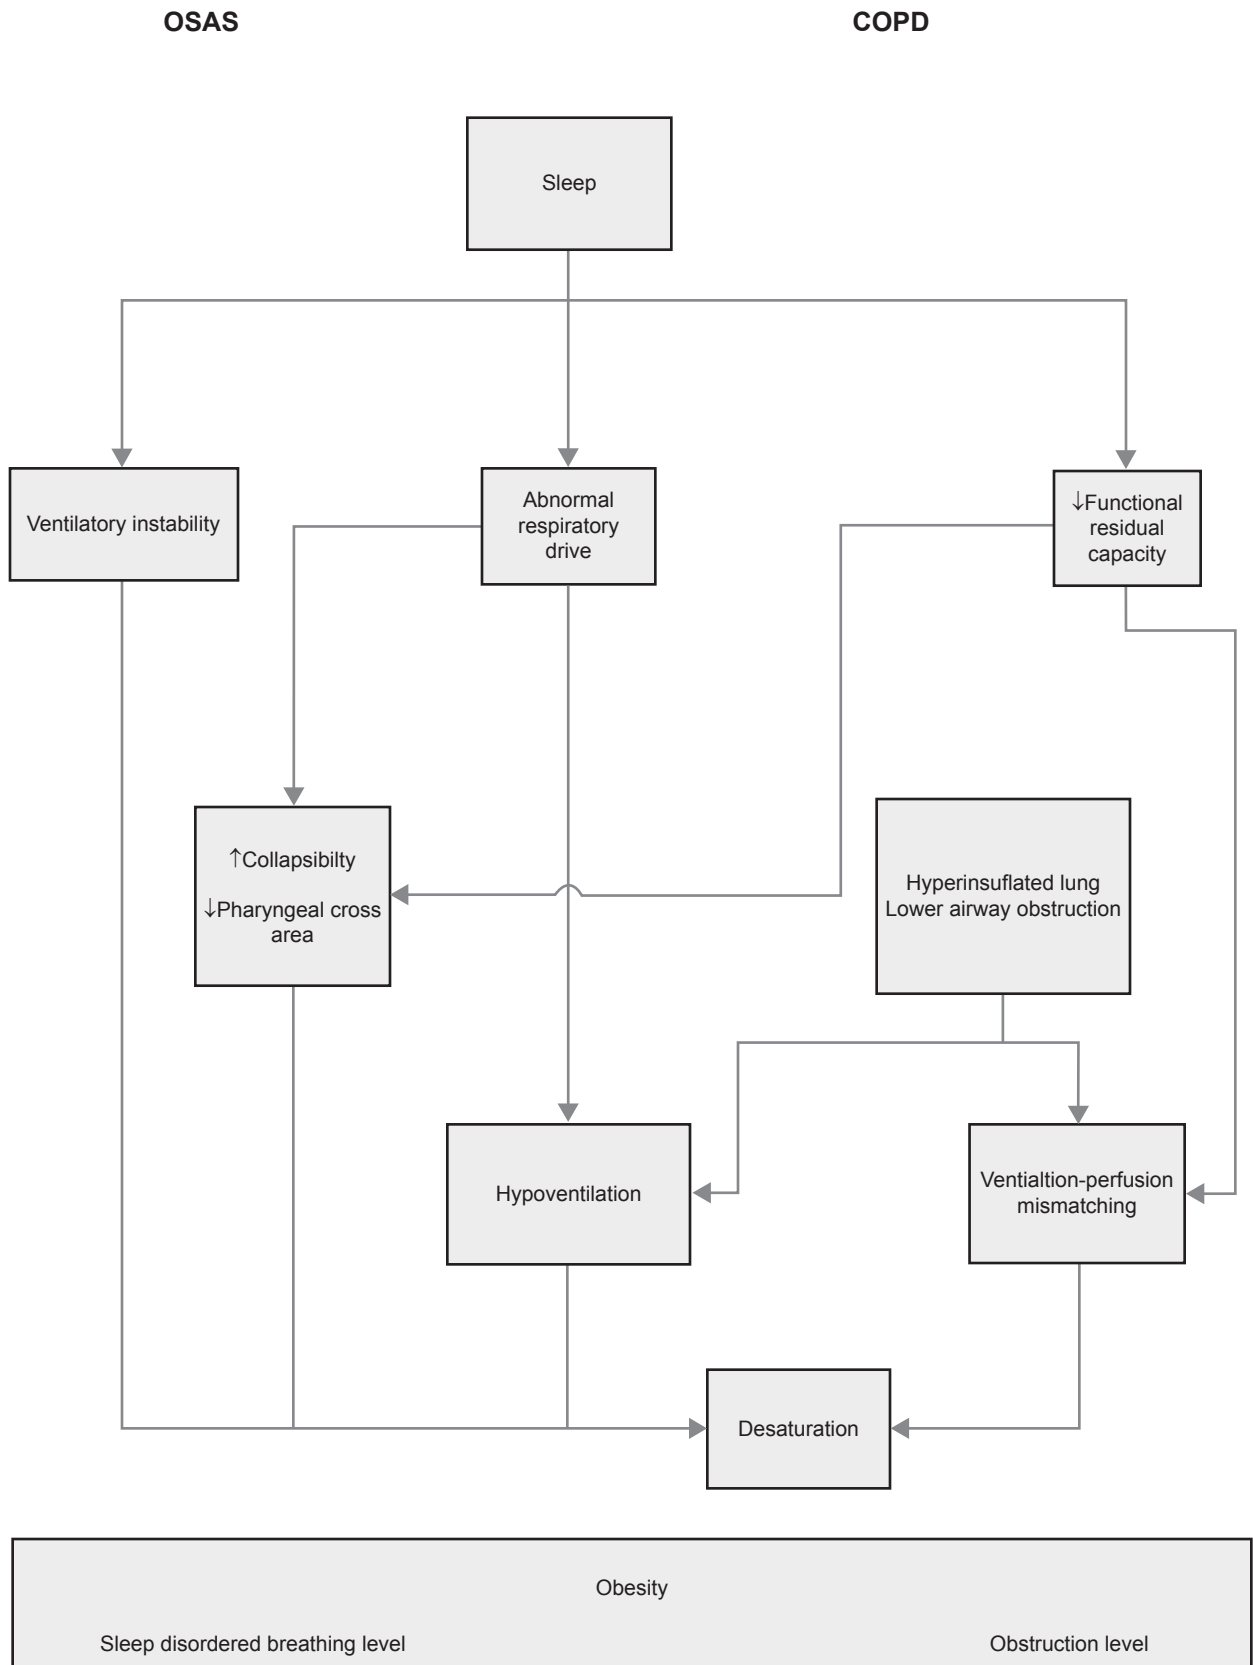 OSAS
COPD
Sleep
Ventilatory instability
Abnormal
respiratory
drive
↓Functional
residual
capacity
↑Collapsibilty
↓Pharyngeal cross
area
Hyperinsuflated lung
Lower airway obstruction
Hypoventilation
Ventialtion-perfusion
mismatching
Desaturation
Obesity
Sleep disordered breathing level
Obstruction level